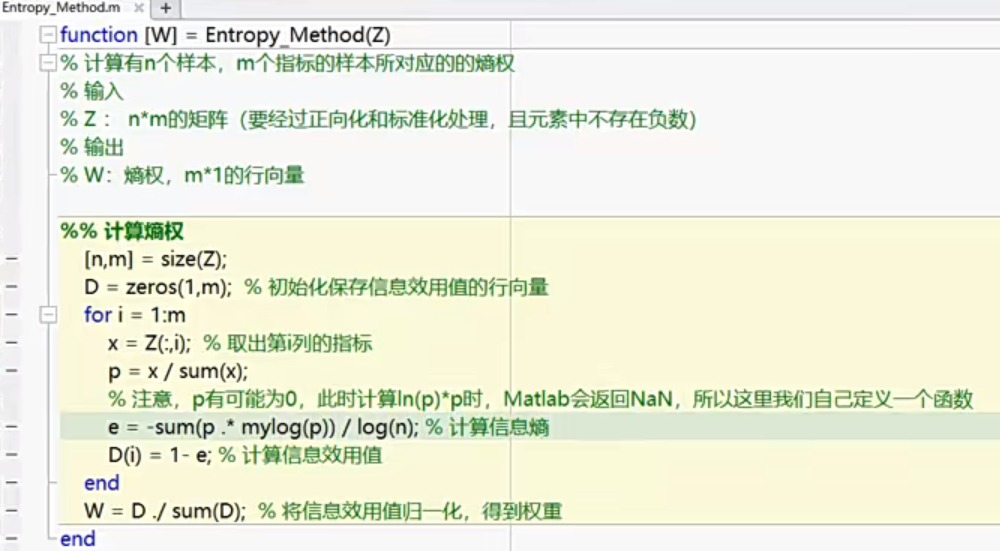 Entropy_Method.m × +
function [W] = Entropy_Method(Z)
% 计算有n个样本，m个指标的样本所对应的的熵权
% 输入
% Z ： n*m的矩阵（要经过正向化和标准化处理，且元素中不存在负数）
% 输出
% W：熵权，m*1的行向量
%% 计算熵权
[n,m] = size(Z);
D = zeros(1,m); % 初始化保存信息效用值的行向量
for i = 1:m
x = Z(:,i); % 取出第i列的指标
p = x / sum(x);
% 注意，p有可能为0，此时计算ln(p)*p时，Matlab会返回NaN，所以这里我们自己定义一个函数
e = -sum(p .* mylog(p)) / log(n); % 计算信息熵
D(i) = 1- e; % 计算信息效用值
end
W = D ./ sum(D); % 将信息效用值归一化，得到权重
end